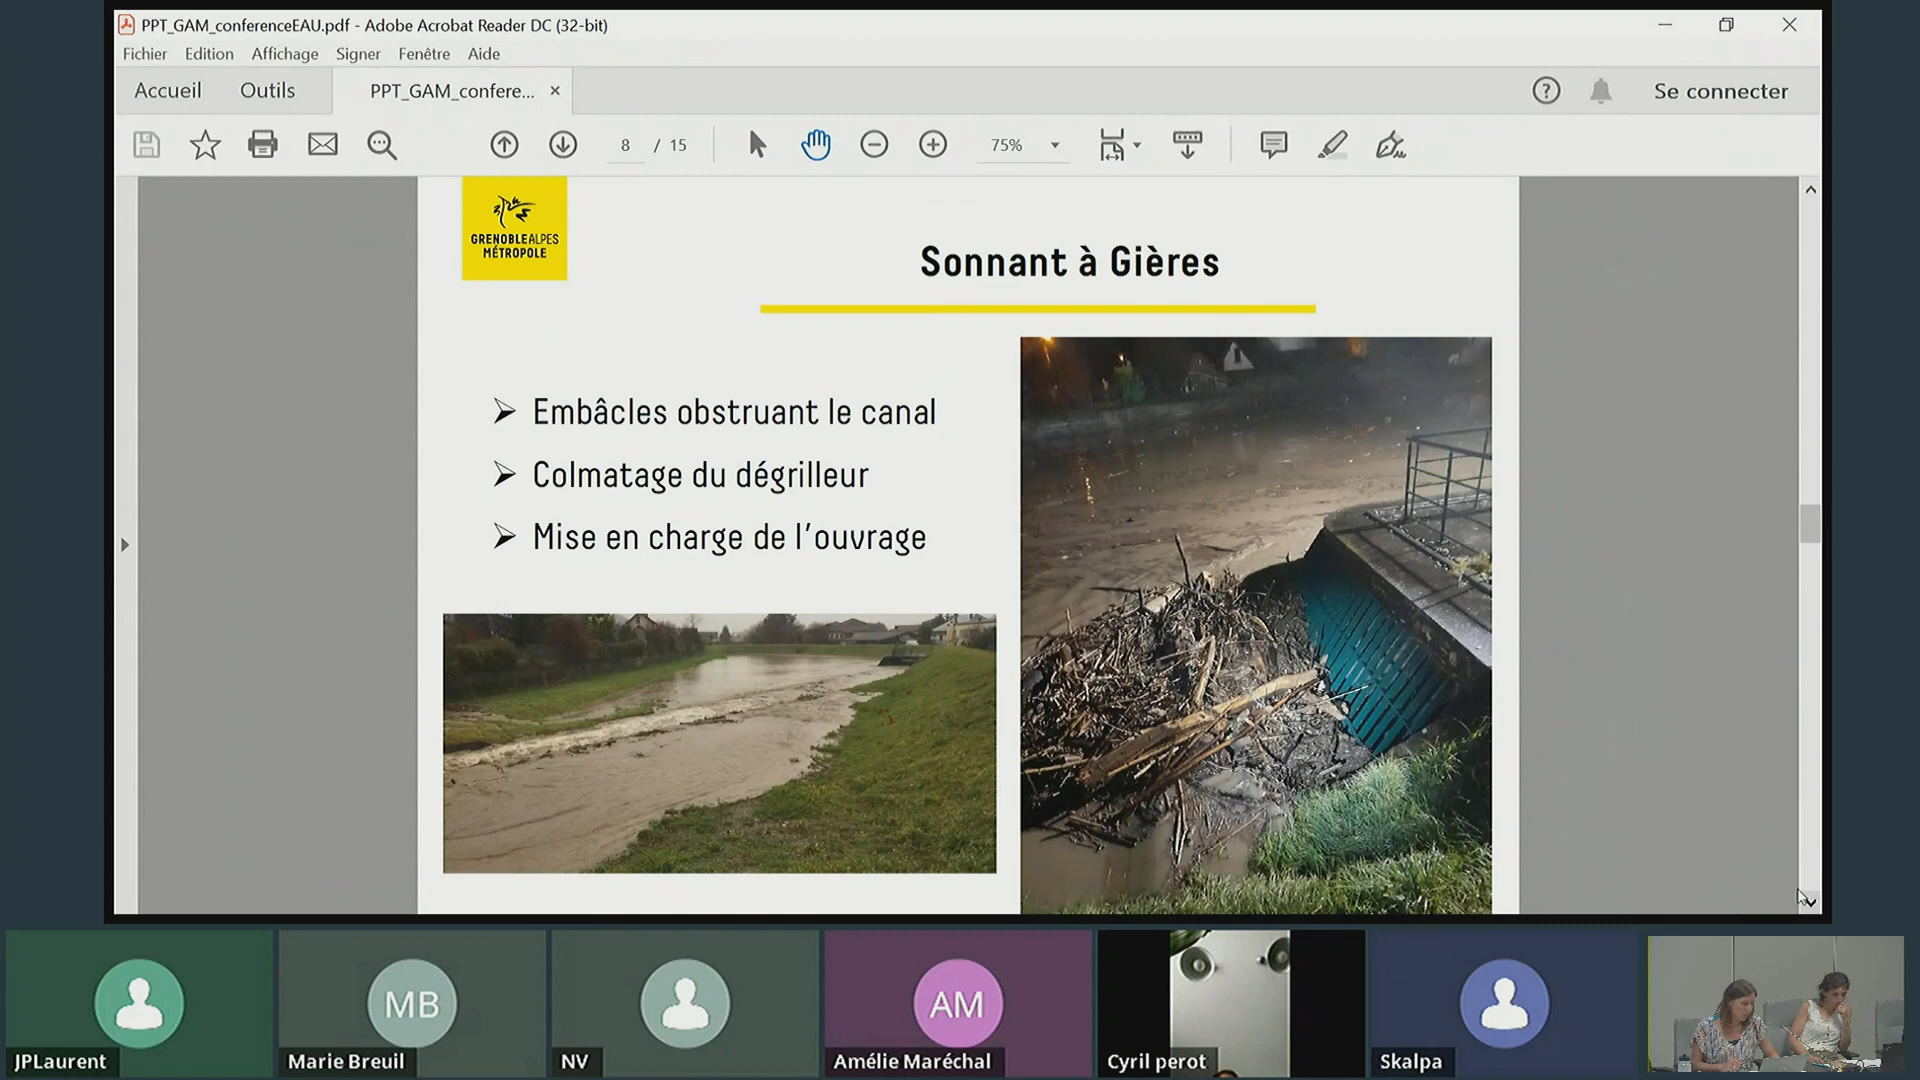 PPT_GAM_conferenceEAU.pdf - Adobe Acrobat Reader DC (32-bit)
Fichier Edition Affichage Signer Fenêtre Aide
Accueil Outils PPT_GAM_confere... × Se connecter
8 / 15 75%
GRENOBLEALPES
MÉTROPOLE
Sonnant à Gières
➢ Embâcles obstruant le canal
➢ Colmatage du dégrilleur
➢ Mise en charge de l'ouvrage
MB AM
JPLaurent Marie Breuil NV Amélie Maréchal Cyril perot Skalpa